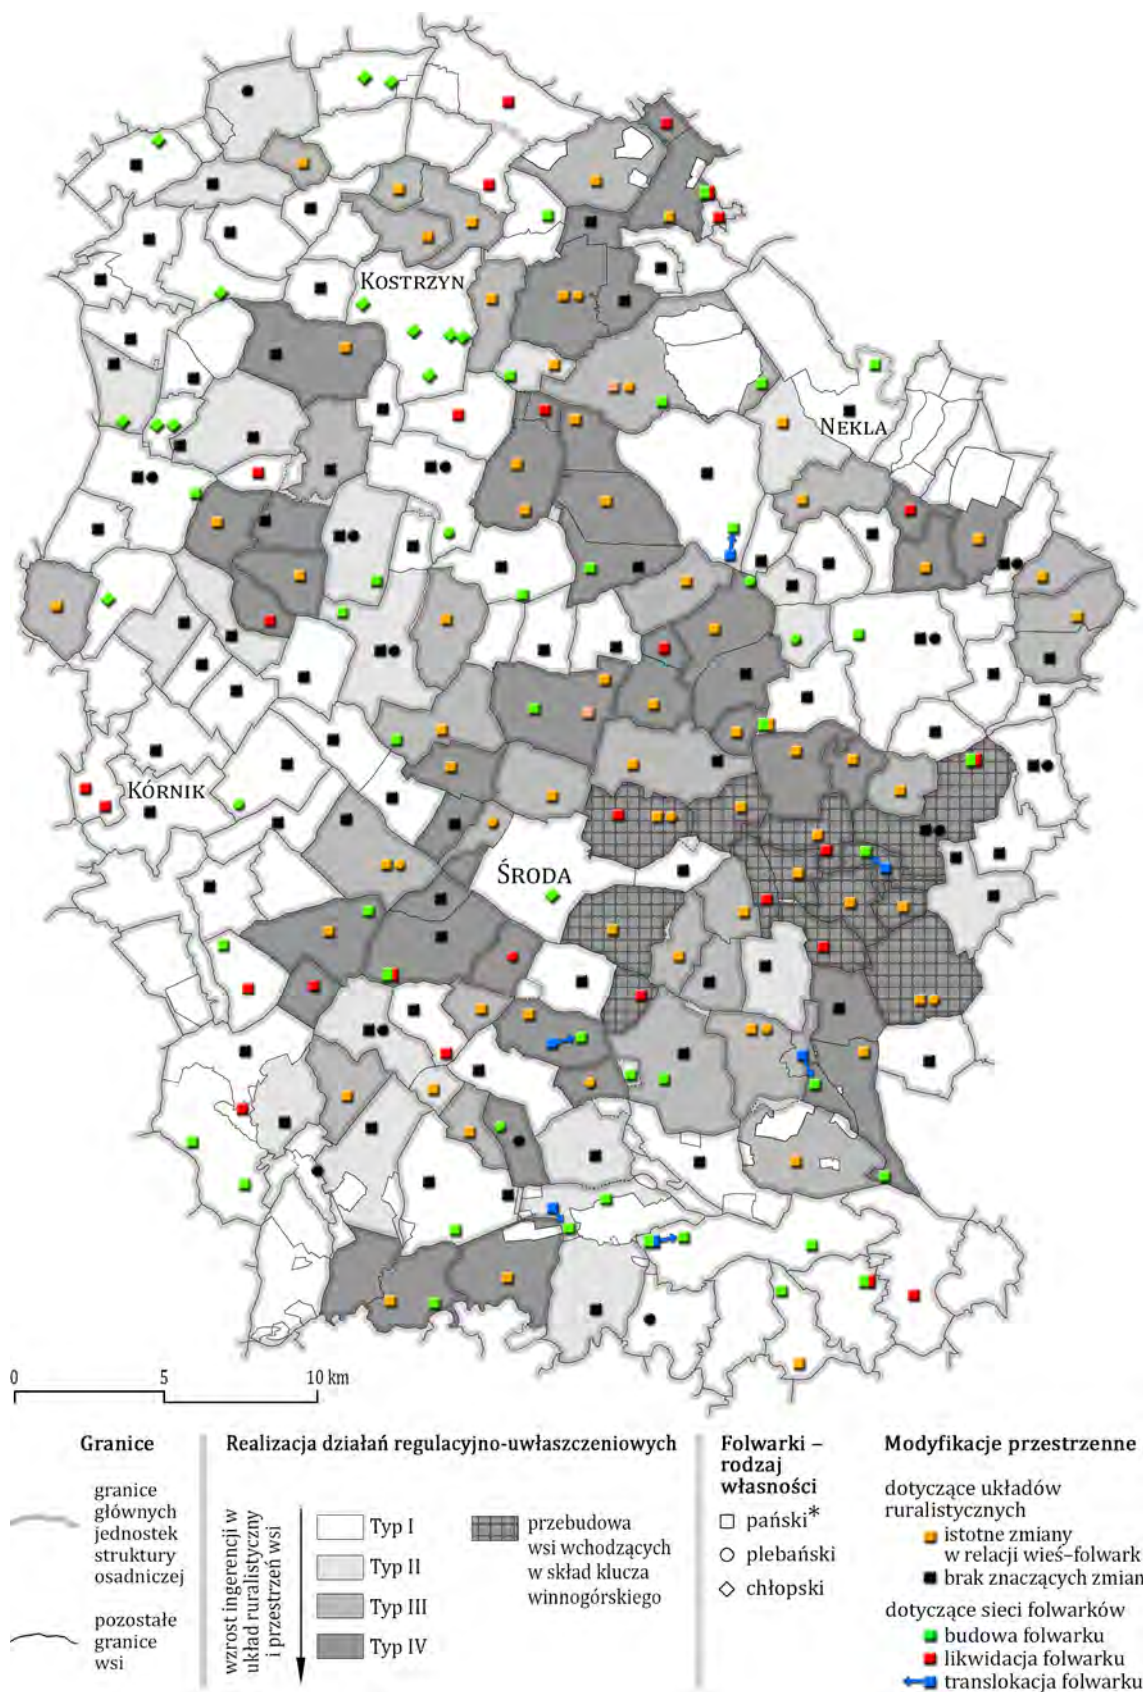 KOSTRZYN
NEKLA
KÓRNIK
ŚRODA
0 5 10 km
Granice
granice
głównych
jednostek
struktury
osadniczej
pozostałe
granice
wsi
Realizacja działań regulacyjno-uwłaszczeniowych
wzrost ingerencji w
układ ruralistyczny
i przestrzeń wsi
Typ I
Typ II
Typ III
Typ IV
przebudowa
wsi wchodzących
w skład klucza
winnogórskiego
Folwarki –
rodzaj
własności
pański*
plebański
chłopski
Modyfikacje przestrzenne
dotyczące układów
ruralistycznych
istotne zmiany
w relacji wieś–folwark
brak znaczących zmian
dotyczące sieci folwarków
budowa folwarku
likwidacja folwarku
translokacja folwarku